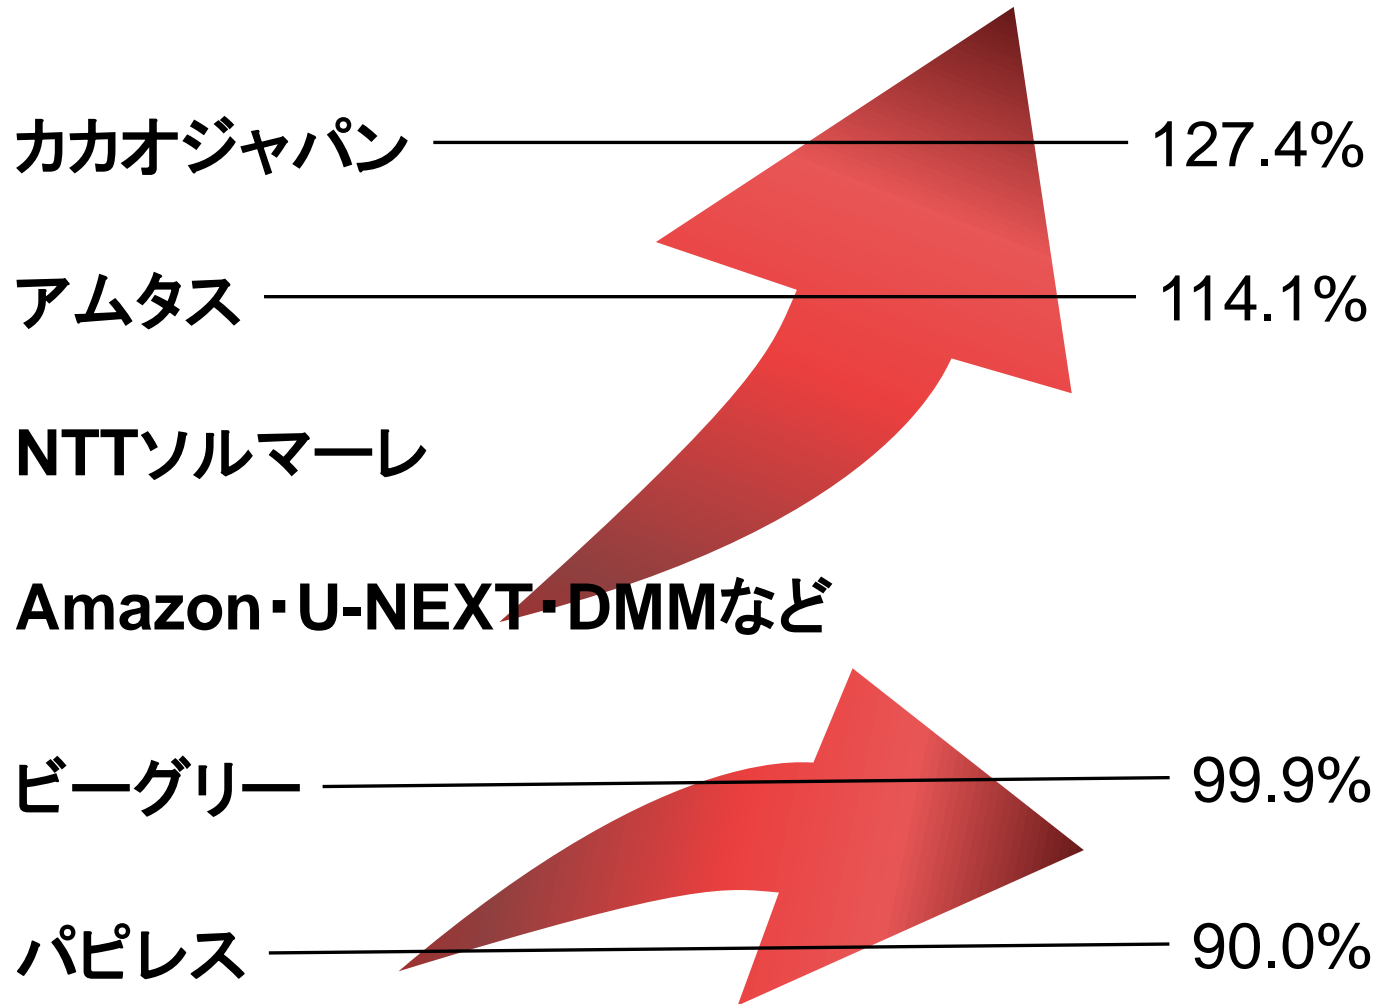 カカオジャパン 127.4%
アムタス 114.1%
NTTソルマーレ
Amazon・U-NEXT・DMMなど
ビーグリー 99.9%
パピレス 90.0%